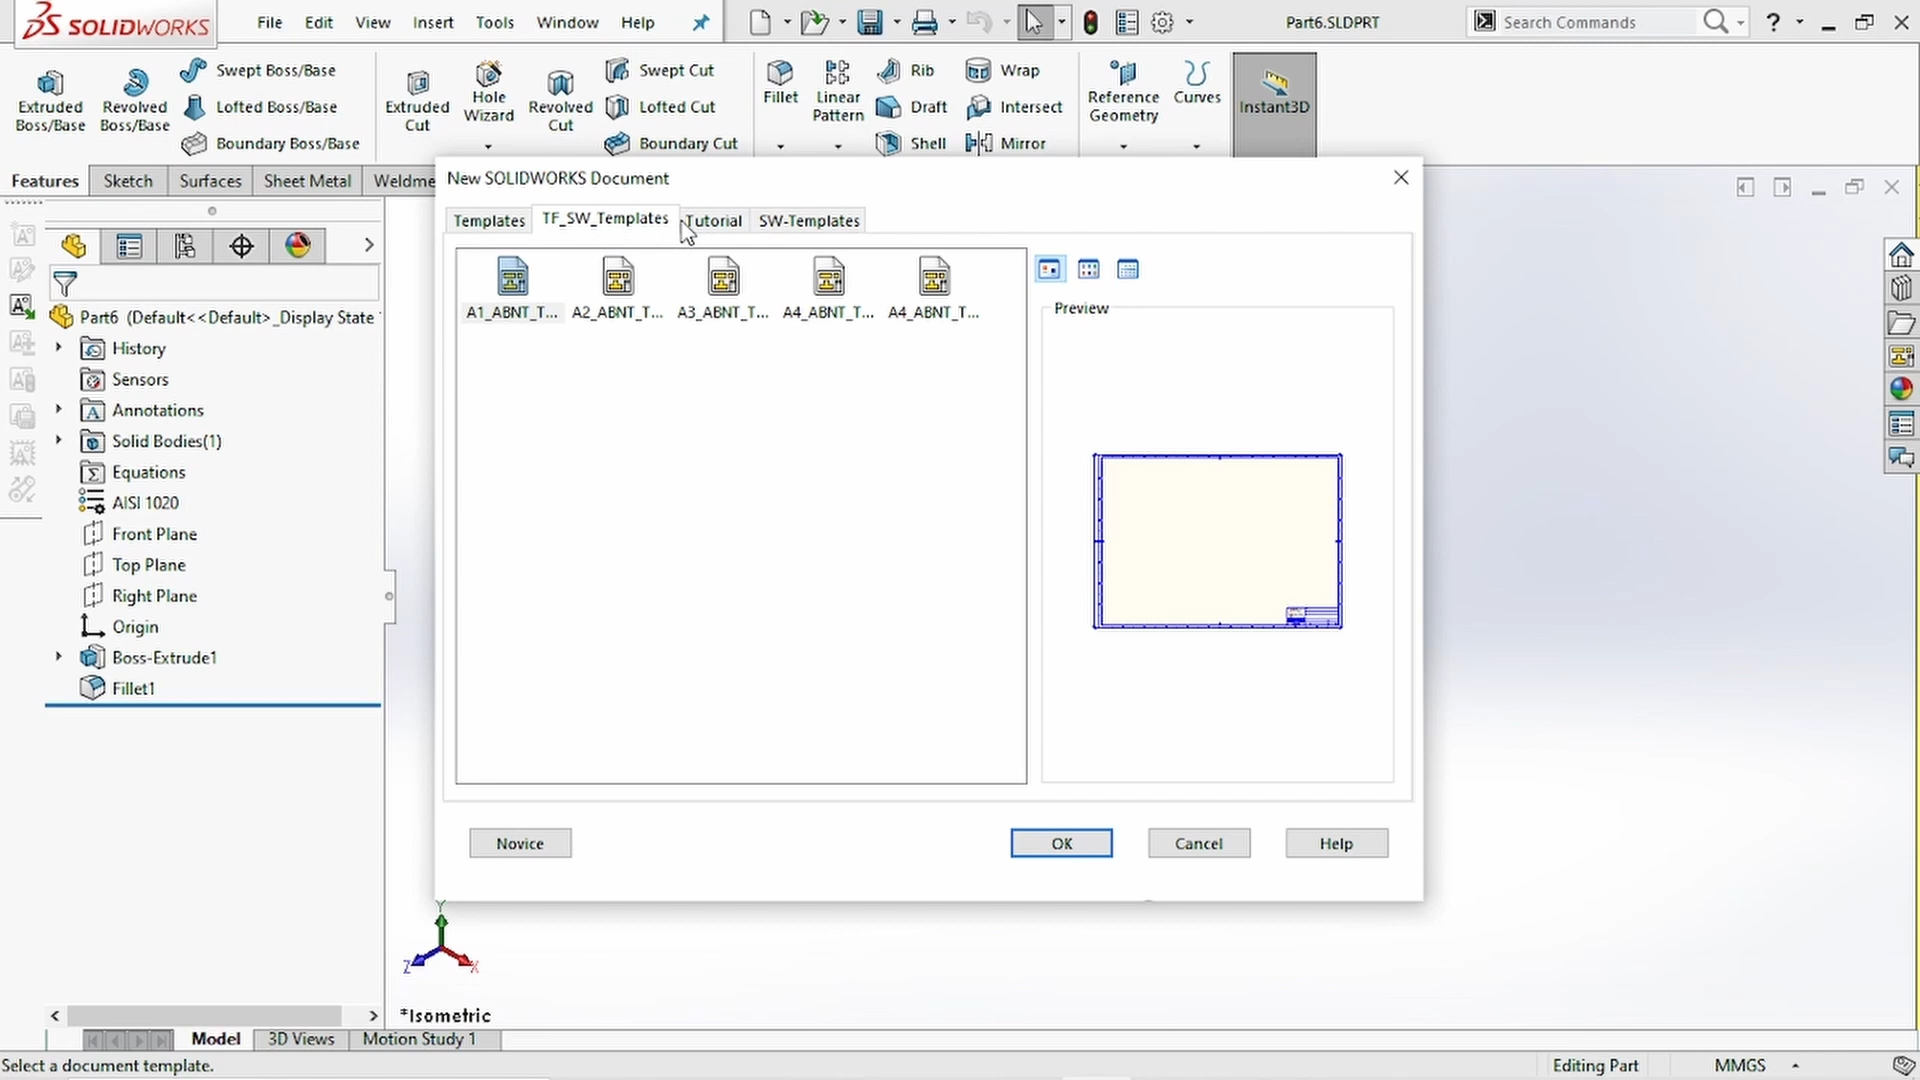 SOLIDWORKS
File Edit View Insert Tools Window Help
Part6.SLDPRT
Search Commands
?
Extruded Boss/Base
Revolved Boss/Base
Swept Boss/Base
Lofted Boss/Base
Boundary Boss/Base
Extruded Cut
Hole Wizard
Revolved Cut
Swept Cut
Lofted Cut
Boundary Cut
Fillet
Linear Pattern
Rib
Draft
Shell
Wrap
Intersect
Mirror
Reference Geometry
Curves
Instant3D
Features Sketch Surfaces Sheet Metal Weldme
Part6 (Default<<Default>_Display State
History
Sensors
Annotations
Solid Bodies(1)
Equations
AISI 1020
Front Plane
Top Plane
Right Plane
Origin
Boss-Extrude1
Fillet1
New SOLIDWORKS Document
Templates TF_SW_Templates Tutorial SW-Templates
A1_ABNT_T... A2_ABNT_T... A3_ABNT_T... A4_ABNT_T... A4_ABNT_T...
Preview
Novice OK Cancel Help
Y
Z X
*Isometric
Model 3D Views Motion Study 1
Select a document template.
Editing Part MMGS